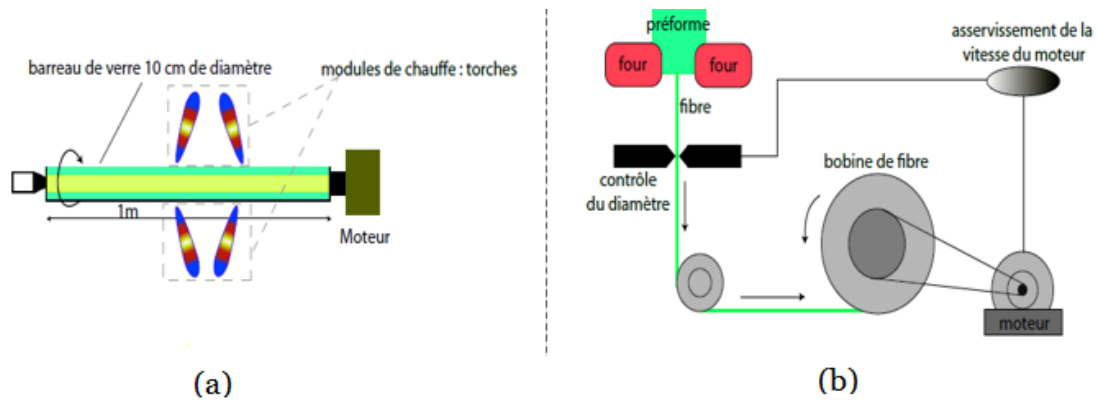 barreau de verre 10 cm de diamètre
modules de chauffe : torches
1m
Moteur
(a)
préforme
four
four
fibre
contrôle
du diamètre
bobine de fibre
asservissement de la
vitesse du moteur
moteur
(b)